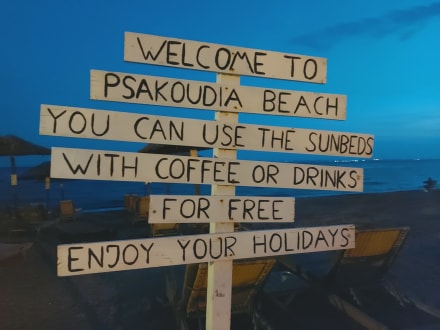 WELCOME TO
PSAKOUDIA BEACH
YOU CAN USE THE SUNBEDS
WITH COFFEE OR DRINKS
FOR FREE
ENJOY YOUR HOLIDAYS